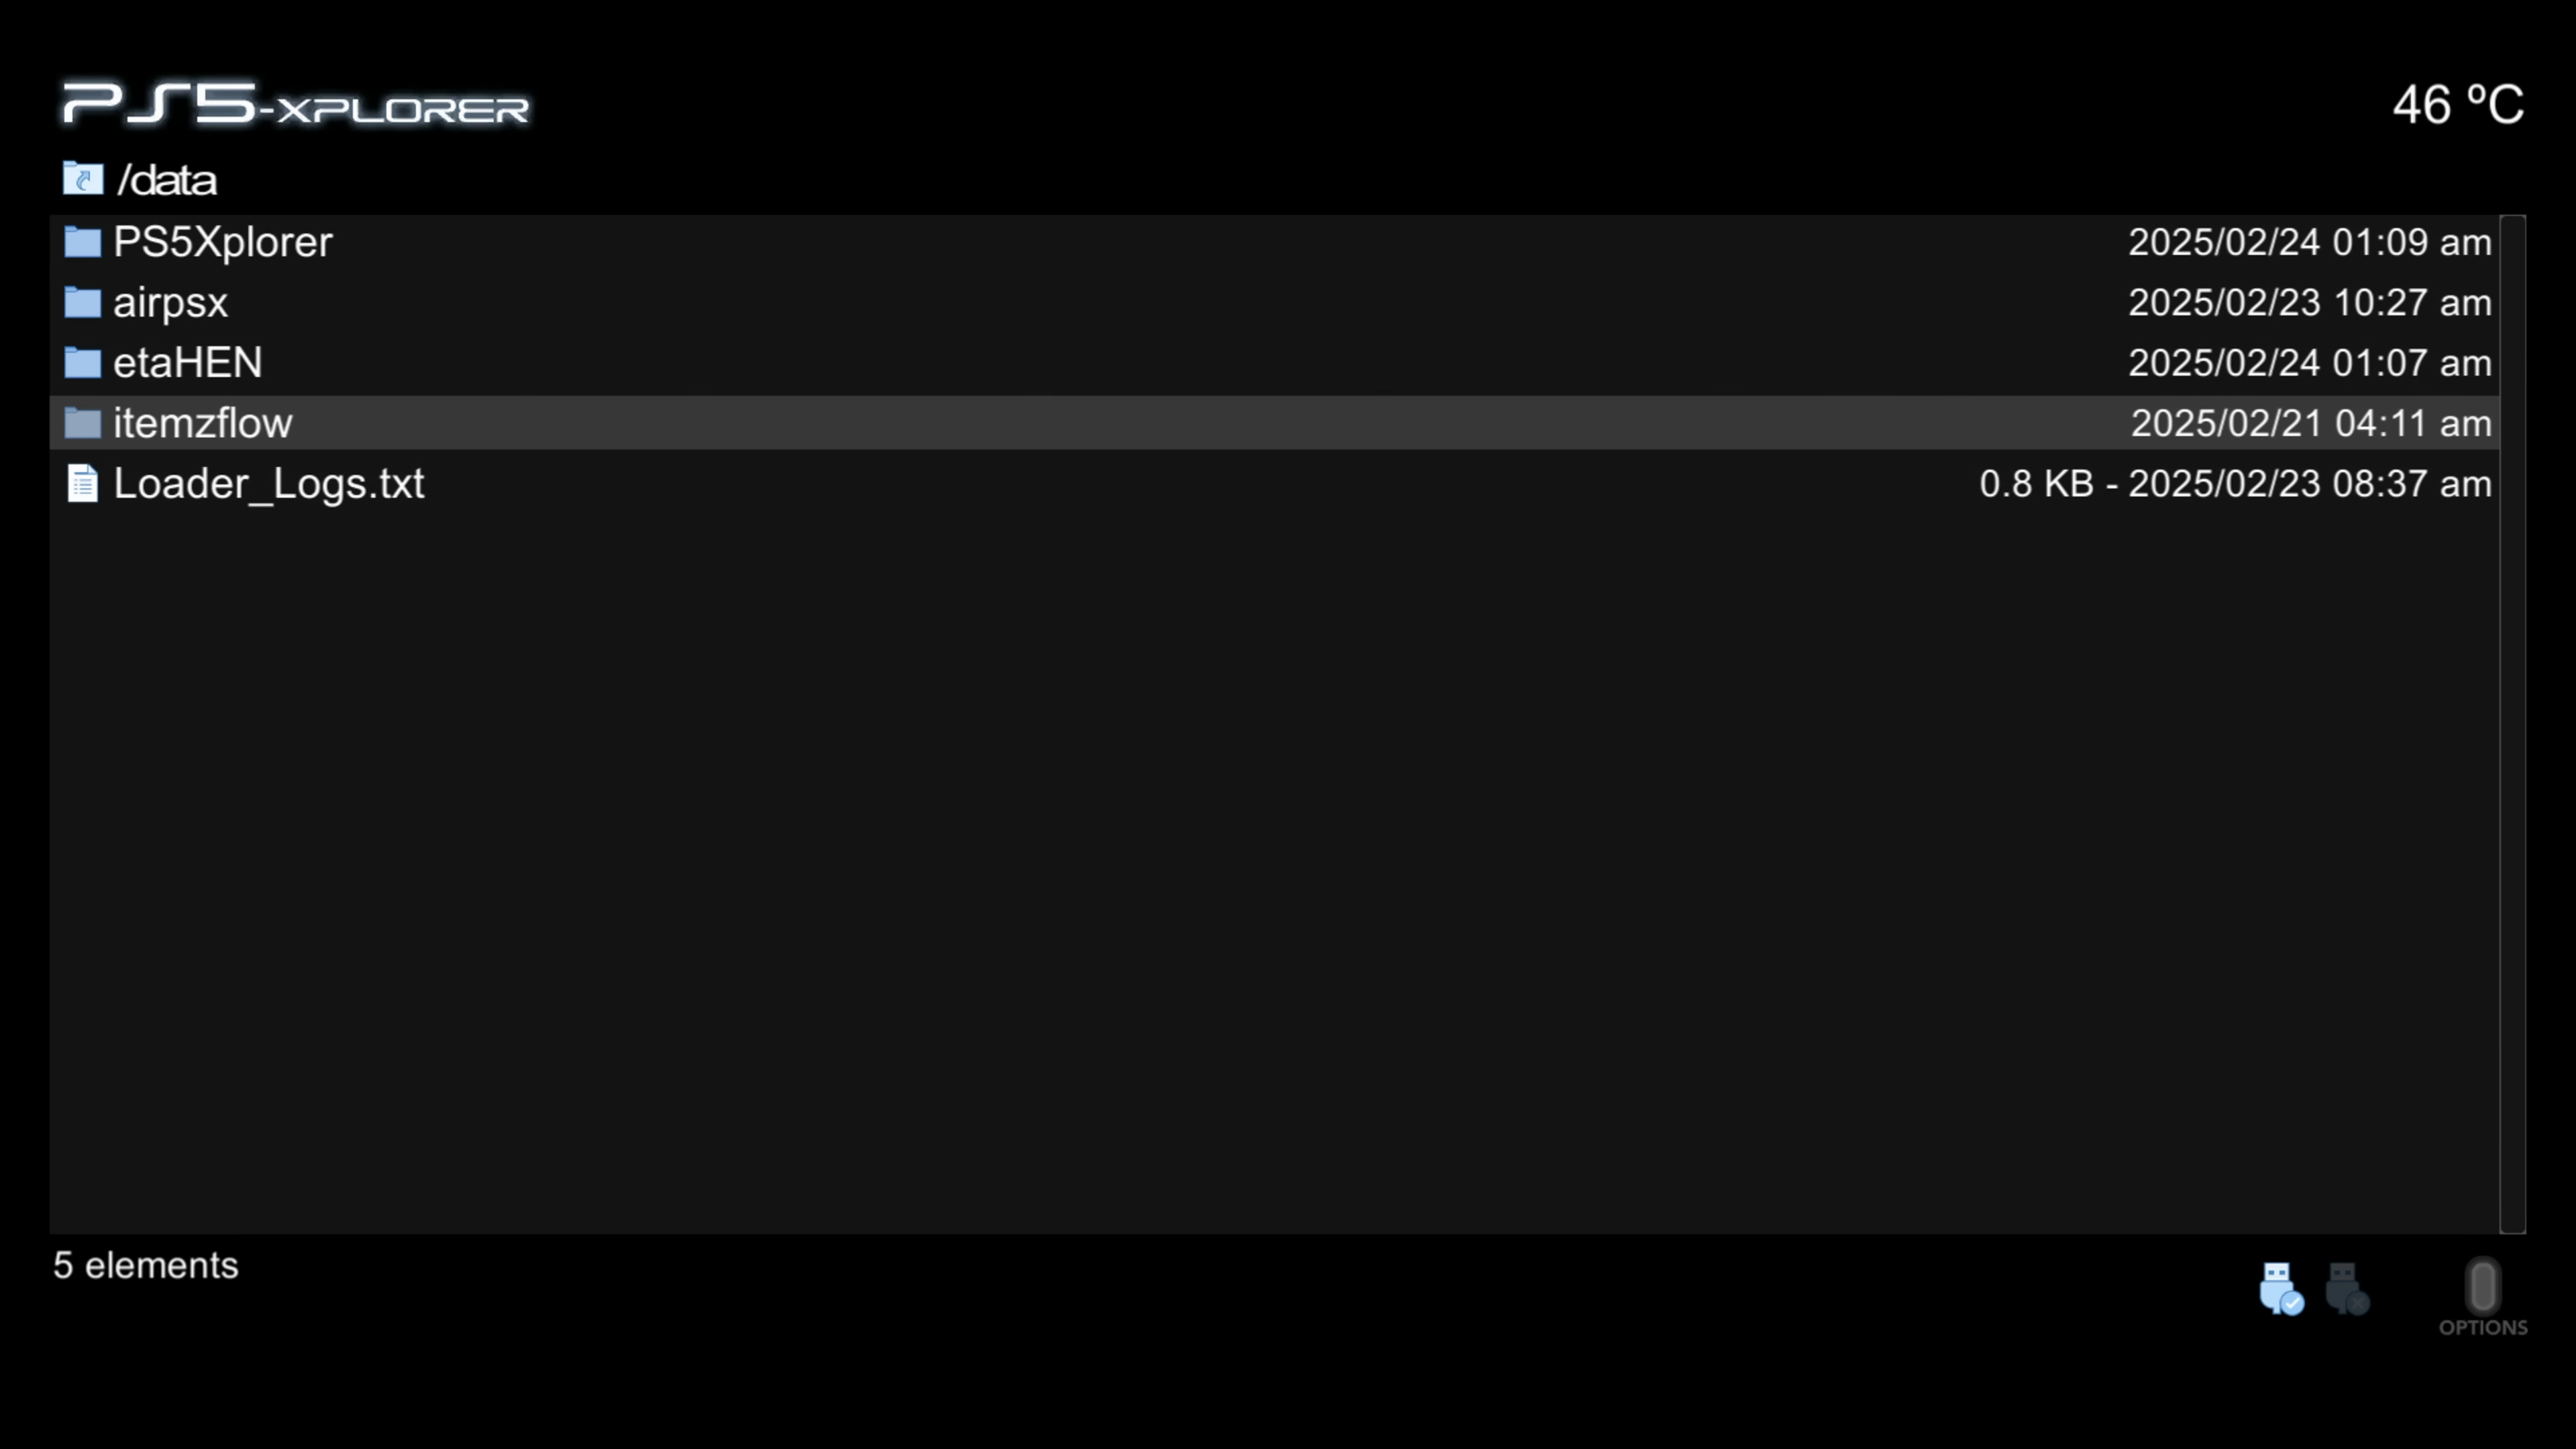 PS5-XPLORER
46 ºC
/data
PS5Xplorer 2025/02/24 01:09 am
airpsx 2025/02/23 10:27 am
etaHEN 2025/02/24 01:07 am
itemzflow 2025/02/21 04:11 am
Loader_Logs.txt 0.8 KB - 2025/02/23 08:37 am
5 elements
OPTIONS